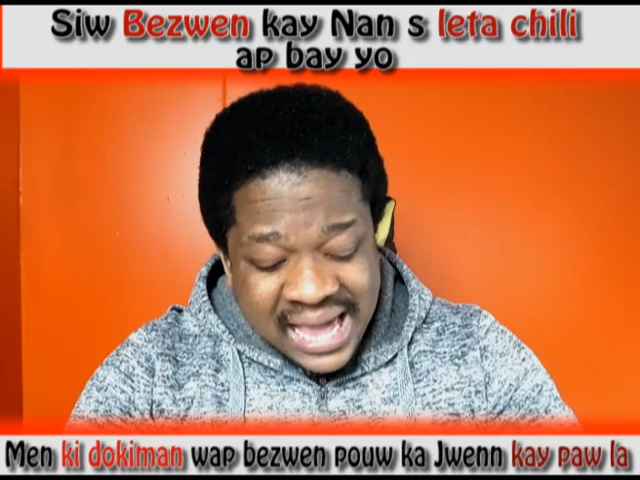 Siw Bezwen kay Nan s leta chili
ap bay yo
Men ki dokiman wap bezwen pouw ka Jwenn kay paw la